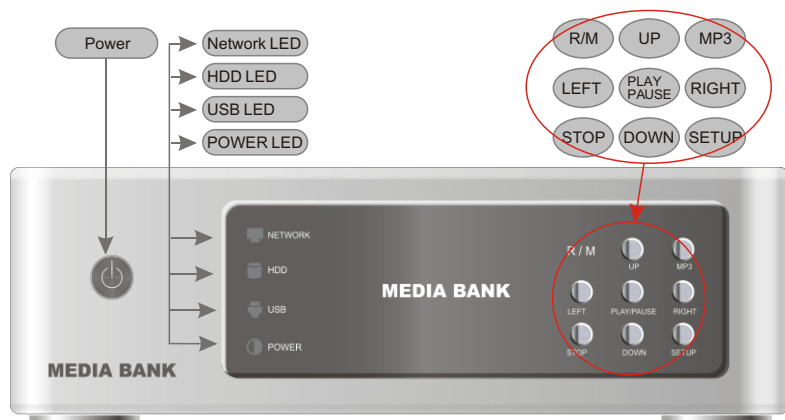 Power
Network LED
HDD LED
USB LED
POWER LED
R/M UP MP3
LEFT PLAY PAUSE RIGHT
STOP DOWN SETUP
NETWORK
HDD
USB
POWER
MEDIA BANK
R / M UP MP3
LEFT PLAY/PAUSE RIGHT
STOP DOWN SETUP
MEDIA BANK